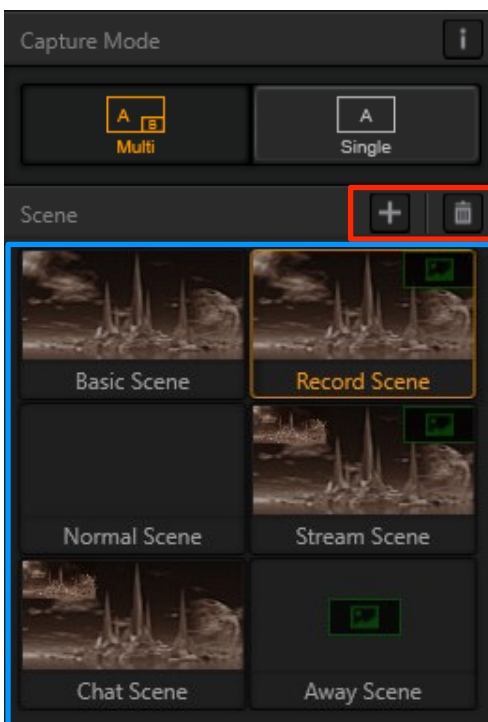 Capture Mode
i
A B
A
Multi
Single
Scene
Basic Scene
Record Scene
Normal Scene
Stream Scene
Chat Scene
Away Scene